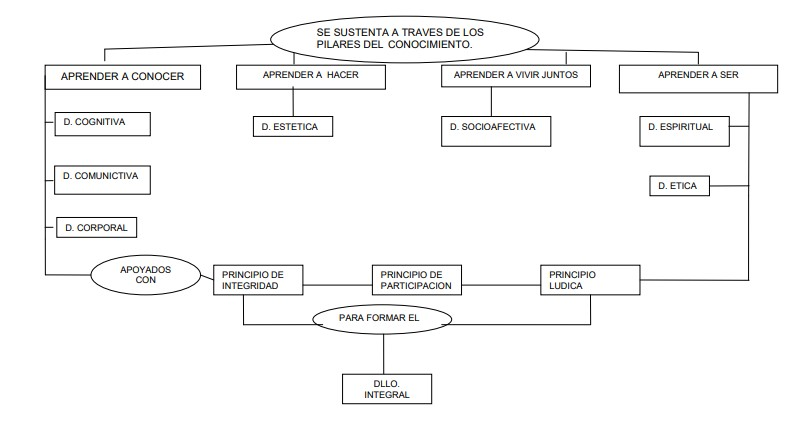 SE SUSTENTA A TRAVES DE LOS
PILARES DEL CONOCIMIENTO.
APRENDER A CONOCER
APRENDER A HACER
APRENDER A VIVIR JUNTOS
APRENDER A SER
D. COGNITIVA
D. ESTETICA
D. SOCIOAFECTIVA
D. ESPIRITUAL
D. COMUNICTIVA
D. ETICA
D. CORPORAL
APOYADOS
CON
PRINCIPIO DE
INTEGRIDAD
PRINCIPIO DE
PARTICIPACION
PRINCIPIO
LUDICA
PARA FORMAR EL
DLLO.
INTEGRAL